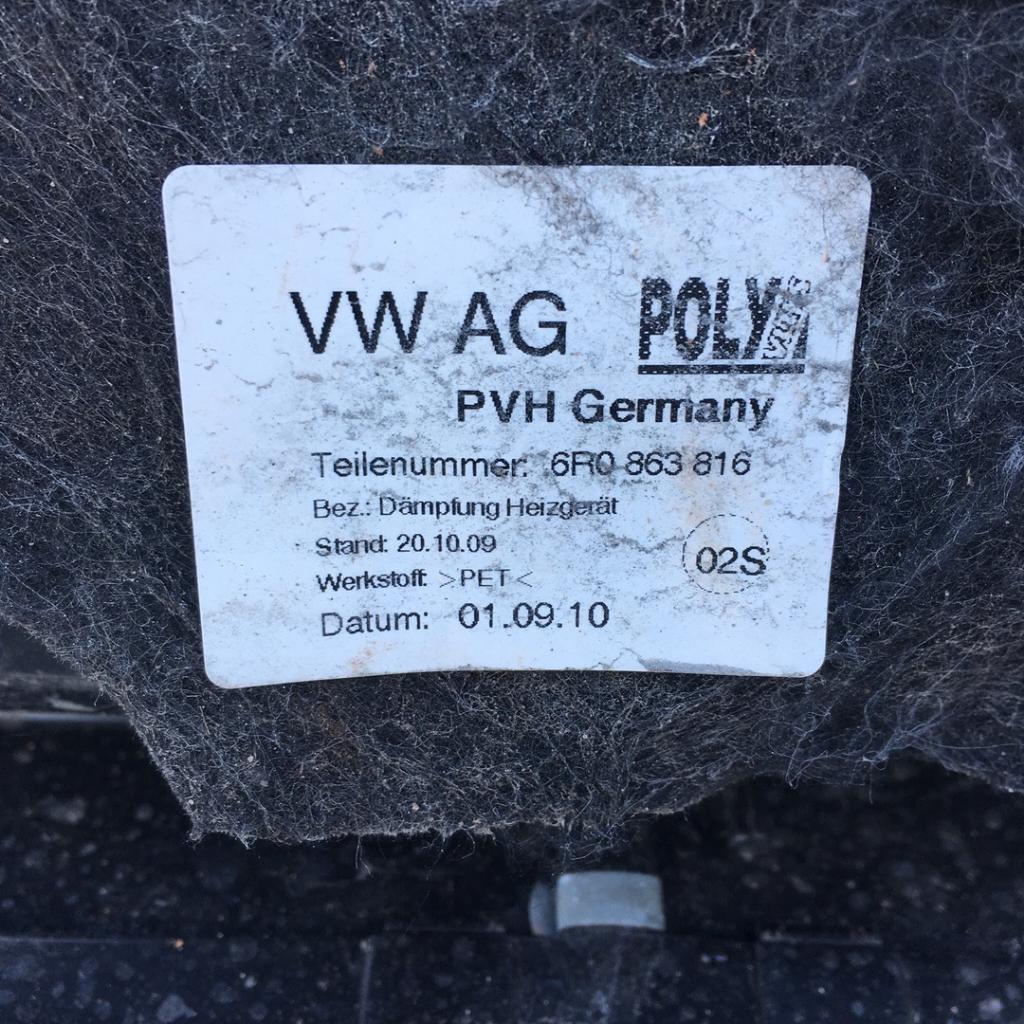 VW AG POLY
PVH Germany
Teilenummer: 6R0 863 816
Bez.: Dämpfung Heizgerät
Stand: 20.10.09
02S
Werkstoff: >PET<
Datum: 01.09.10